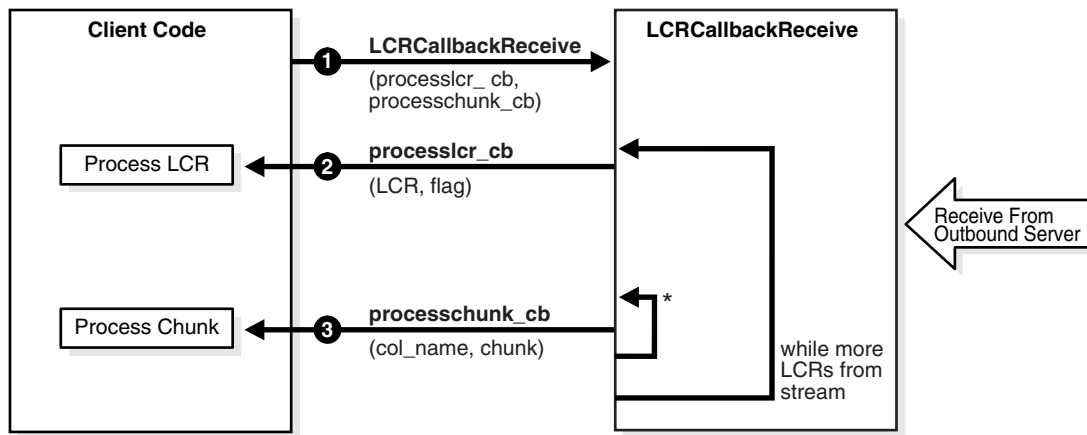 Client Code
LCRCallbackReceive
1
LCRCallbackReceive
(processlcr_ cb,
processchunk_cb)
Process LCR
2
processlcr_cb
(LCR, flag)
Receive From
Outbound Server
Process Chunk
3
processchunk_cb
(col_name, chunk)
*
while more
LCRs from
stream